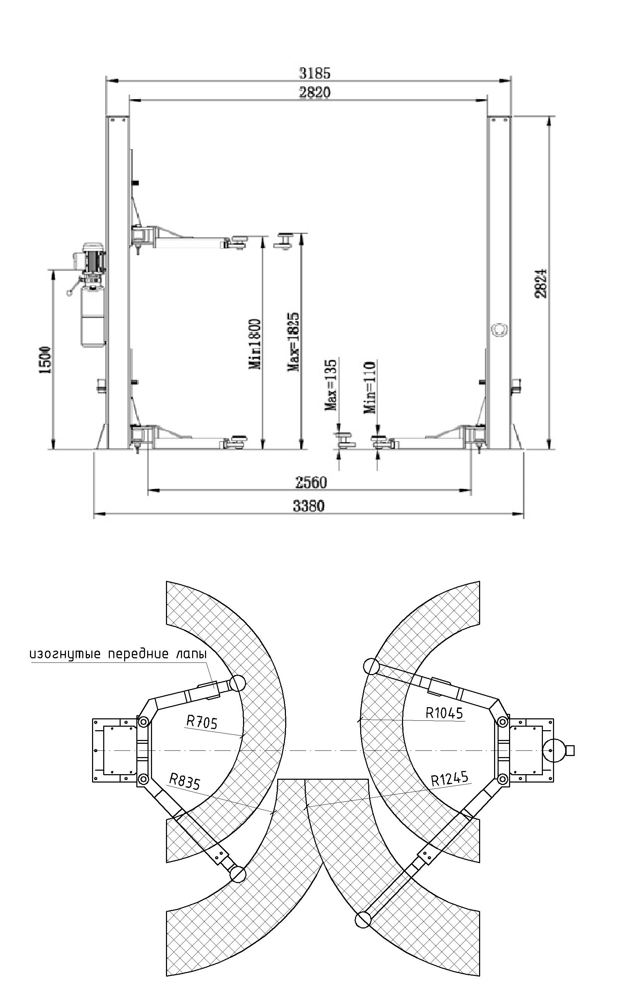 3185
2820
2824
Min1800
Max=1825
1500
Max=135
Min=110
2560
3380
изогнутые передние лапы
R705
R1045
R835
R1245